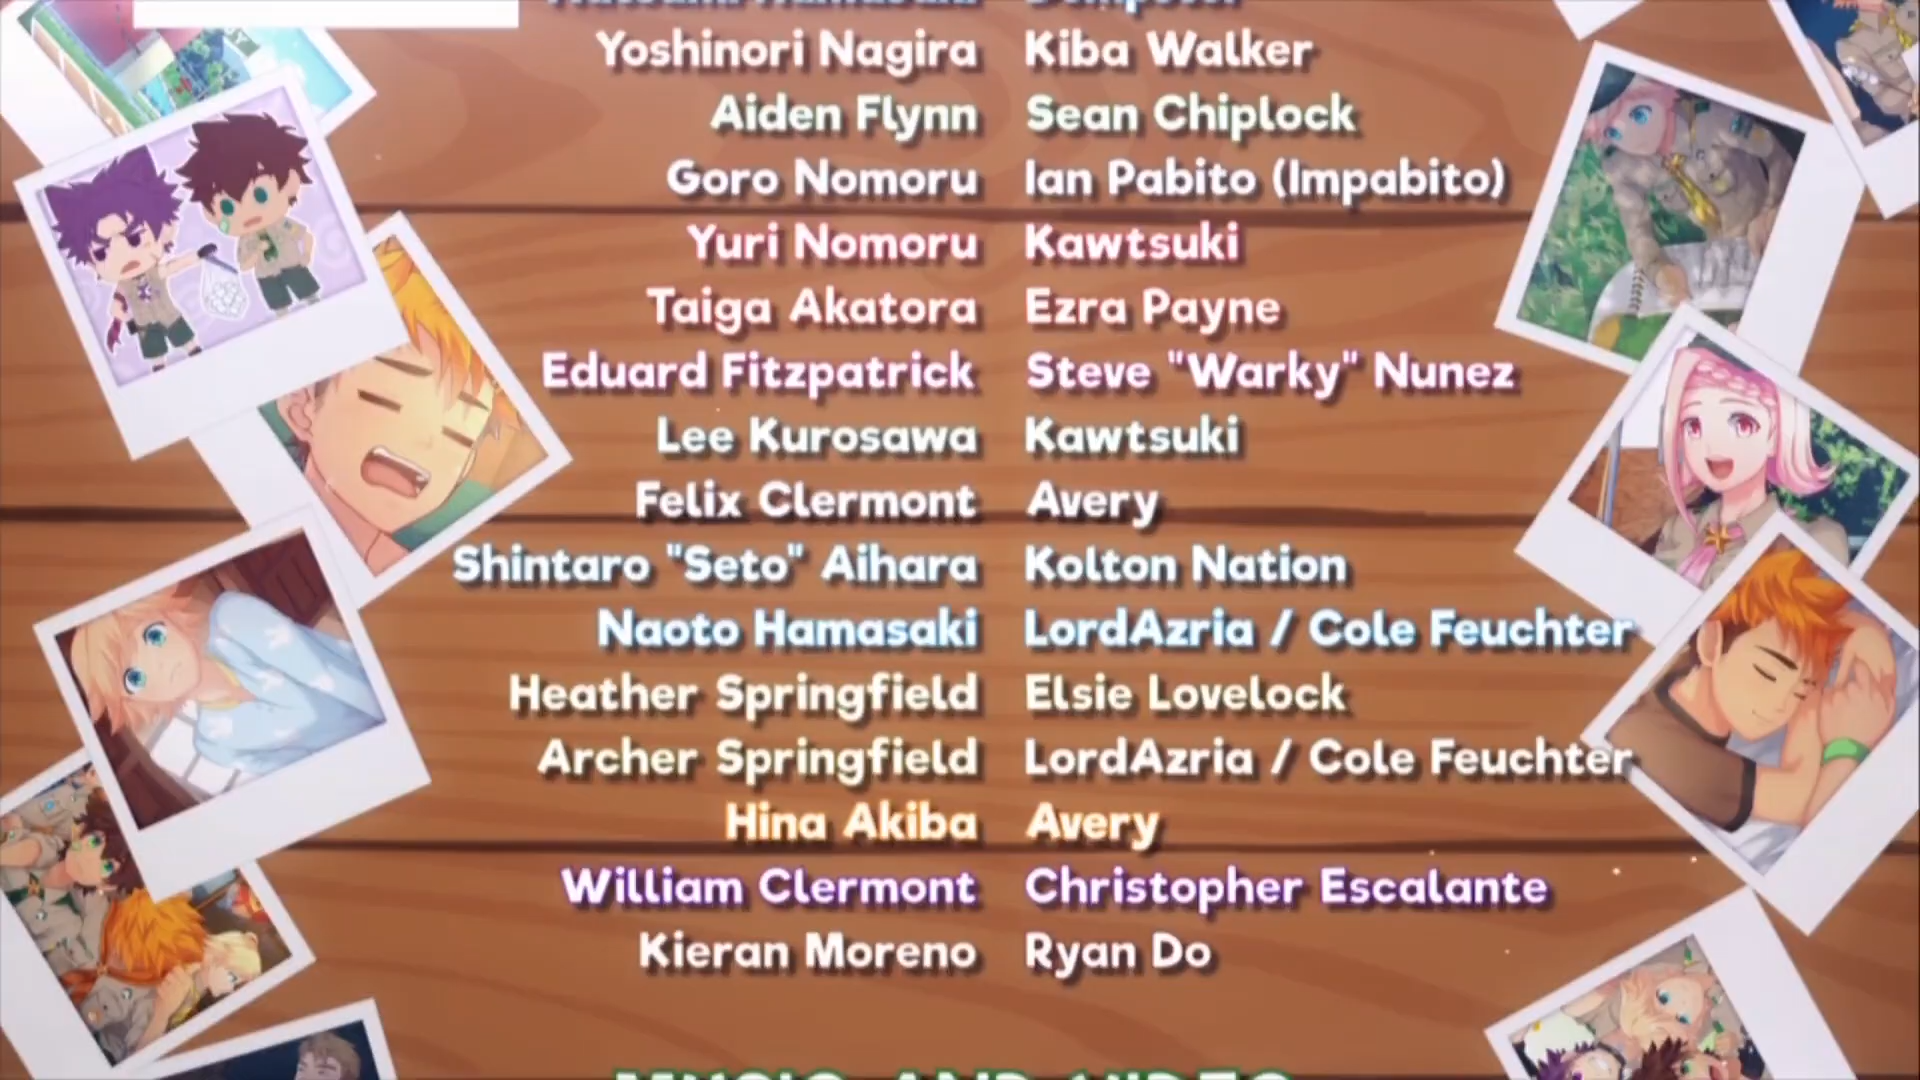 Yoshinori Nagira Kiba Walker
Aiden Flynn Sean Chiplock
Goro Nomoru Ian Pabito (Impabito)
Yuri Nomoru Kawtsuki
Taiga Akatora Ezra Payne
Eduard Fitzpatrick Steve "Warky" Nunez
Lee Kurosawa Kawtsuki
Felix Clermont Avery
Shintaro "Seto" Aihara Kolton Nation
Naoto Hamasaki LordAzria / Cole Feuchter
Heather Springfield Elsie Lovelock
Archer Springfield LordAzria / Cole Feuchter
Hina Akiba Avery
William Clermont Christopher Escalante
Kieran Moreno Ryan Do
MUSIC AND VIDEO